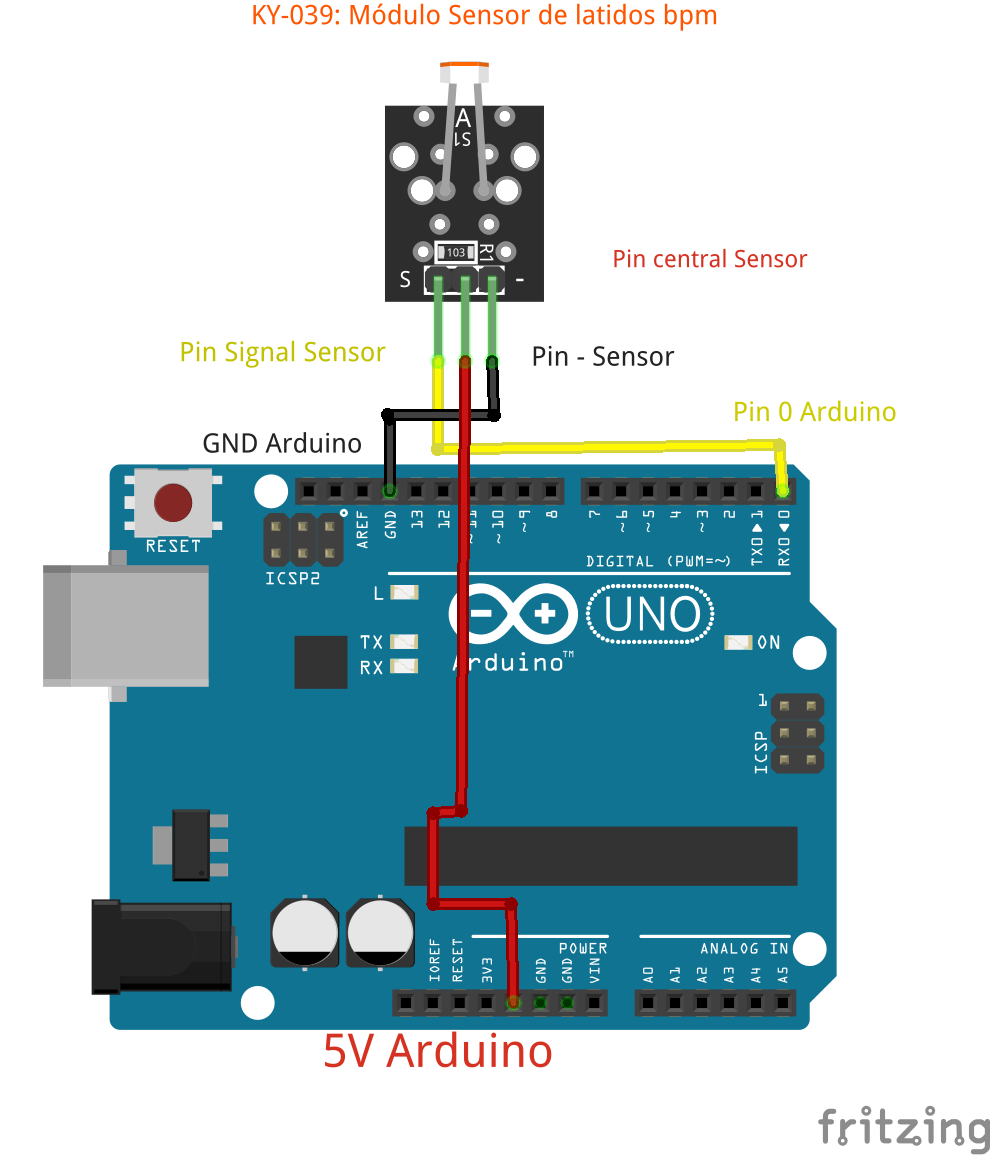 KY-039: Módulo Sensor de latidos bpm
A
S1
103
R1
S
-
Pin central Sensor
Pin Signal Sensor
Pin - Sensor
Pin 0 Arduino
GND Arduino
RESET
ICSP2
AREF
GND
13
12
~11
~10
~9
8
7
~6
~5
4
~3
2
TX0▶1
RX0◀0
DIGITAL (PWM=~)
L
TX
RX
Arduino™
UNO
ON
1
ICSP
IOREF
RESET
3V3
GND
GND
VIN
POWER
ANALOG IN
A0
A1
A2
A3
A4
A5
5V Arduino
fritzing